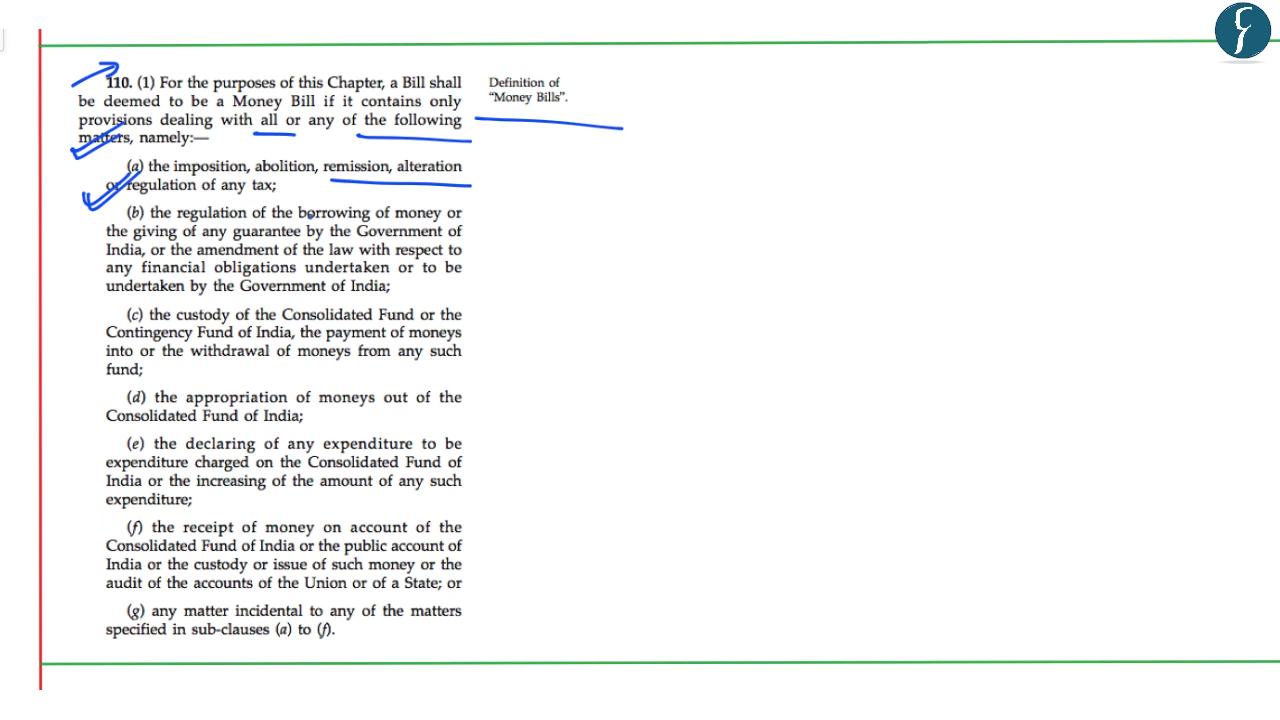 110. (1) For the purposes of this Chapter, a Bill shall
be deemed to be a Money Bill if it contains only
provisions dealing with all or any of the following
matters, namely:—
Definition of
“Money Bills”.
(a) the imposition, abolition, remission, alteration
or regulation of any tax;
(b) the regulation of the borrowing of money or
the giving of any guarantee by the Government of
India, or the amendment of the law with respect to
any financial obligations undertaken or to be
undertaken by the Government of India;
(c) the custody of the Consolidated Fund or the
Contingency Fund of India, the payment of moneys
into or the withdrawal of moneys from any such
fund;
(d) the appropriation of moneys out of the
Consolidated Fund of India;
(e) the declaring of any expenditure to be
expenditure charged on the Consolidated Fund of
India or the increasing of the amount of any such
expenditure;
(f) the receipt of money on account of the
Consolidated Fund of India or the public account of
India or the custody or issue of such money or the
audit of the accounts of the Union or of a State; or
(g) any matter incidental to any of the matters
specified in sub-clauses (a) to (f).